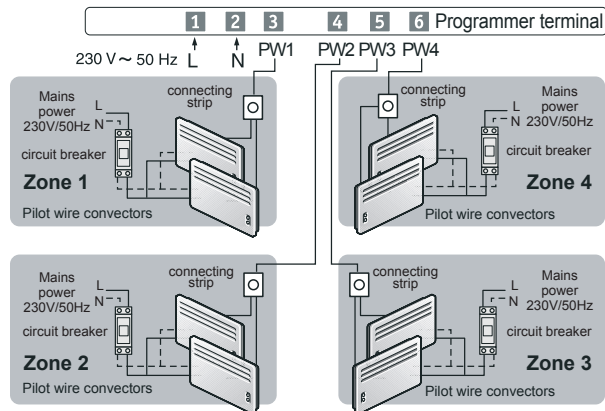 1 2 3 4 5 6 Programmer terminal
230 V ~ 50 Hz L N PW1 PW2 PW3 PW4
Mains
power
230V/50Hz
L
N
connecting
strip
circuit breaker
Zone 1
Pilot wire convectors
connecting
strip
L
N
Mains
power
230V/50Hz
circuit breaker
Zone 4
Pilot wire convectors
Mains
power
230V/50Hz
L
N
connecting
strip
circuit breaker
Zone 2
Pilot wire convectors
connecting
strip
L
N
Mains
power
230V/50Hz
circuit breaker
Zone 3
Pilot wire convectors